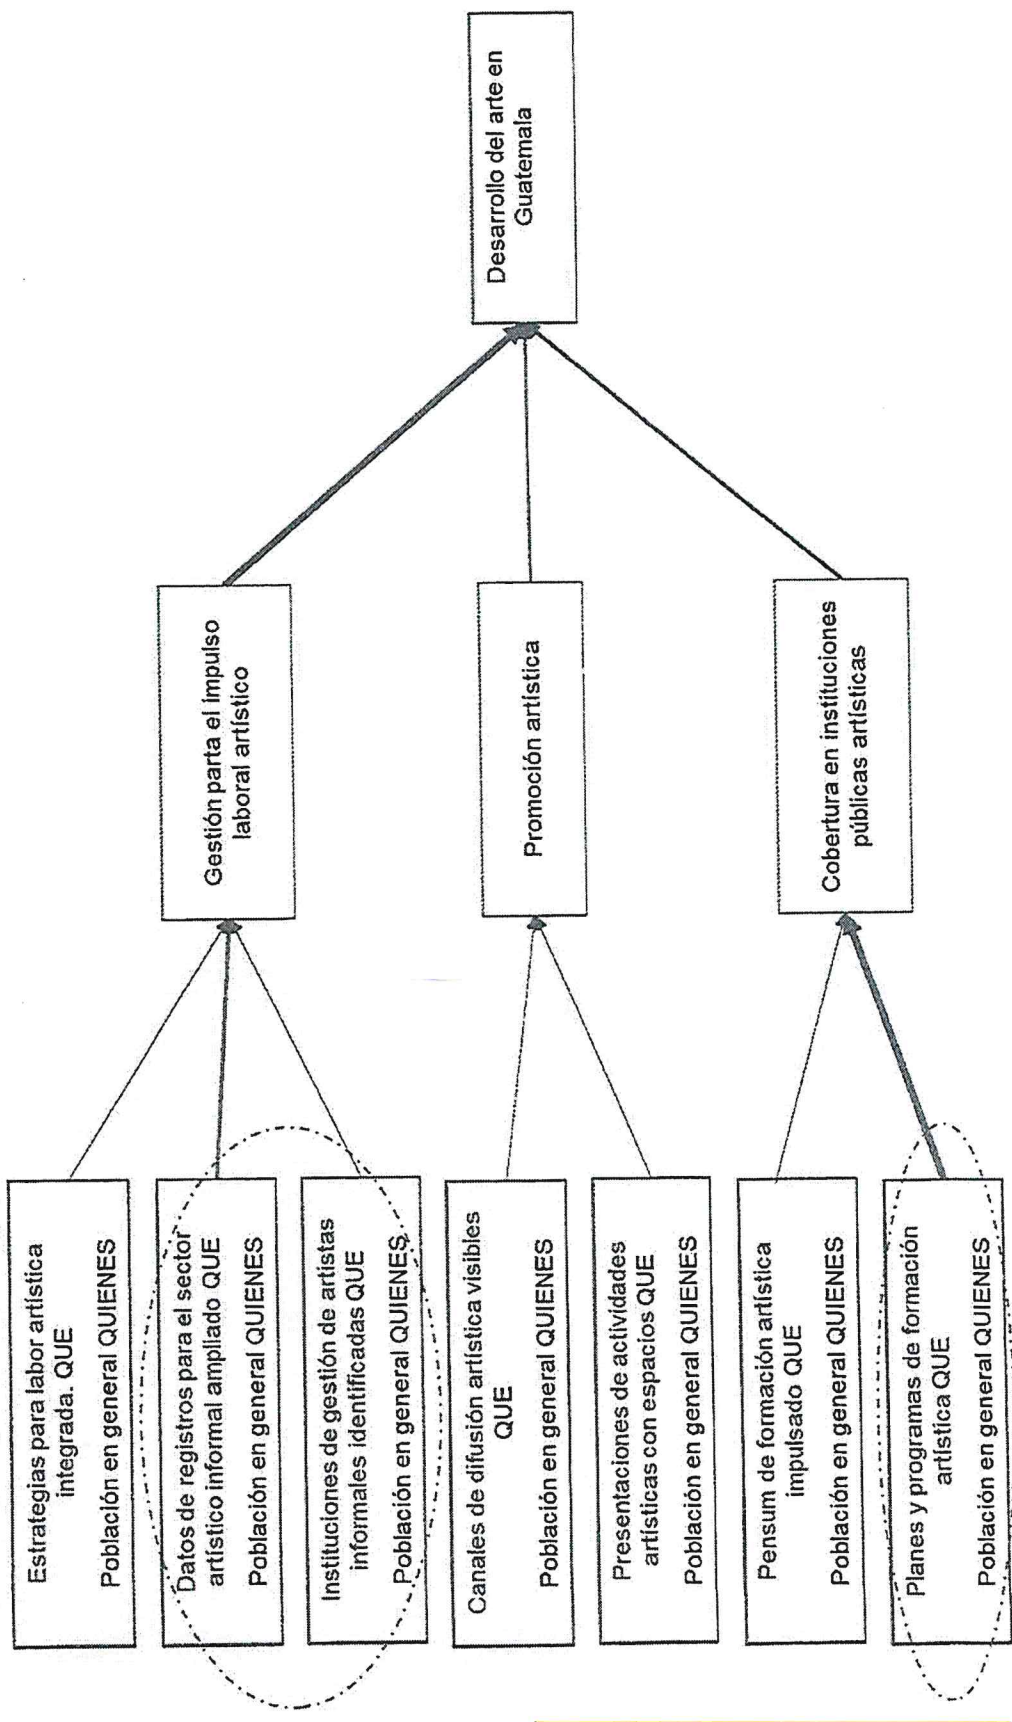 Estrategias para labor artística
integrada. QUE
Población en general QUIENES
Datos de registros para el sector
artístico informal ampliado QUE
Población en general QUIENES
Instituciones de gestión de artistas
informales identificadas QUE
Población en general QUIENES
Canales de difusión artística visibles
QUE
Población en general QUIENES
Presentaciones de actividades
artísticas con espacios QUE
Población en general QUIENES
Pensum de formación artística
impulsado QUE
Población en general QUIENES
Planes y programas de formación
artística QUE
Población en general QUIENES
Gestión parta el impulso
laboral artístico
Promoción artística
Cobertura en instituciones
públicas artísticas
Desarrollo del arte en
Guatemala